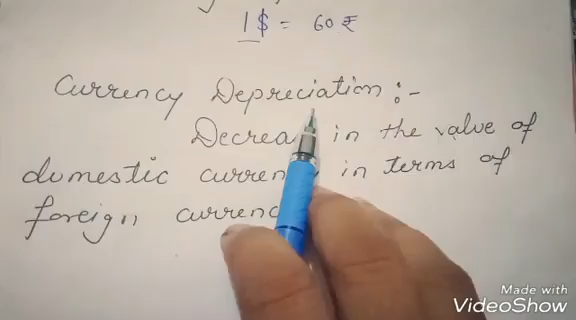 1$ = 60 ₹
Currency Depreciation :-
in the value of
domestic in terms of
foreign
Made with
VideoShow